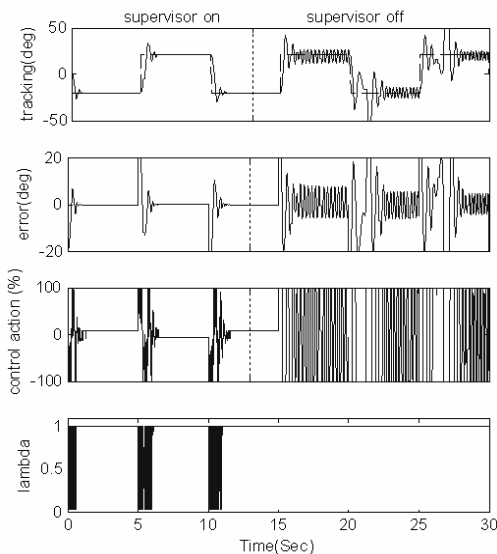 supervisor on supervisor off
50
0
-50
tracking(deg)
20
0
-20
error(deg)
100
0
-100
control action (%)
1
0.5
0
lambda
0 5 10 15 20 25 30
Time(Sec)